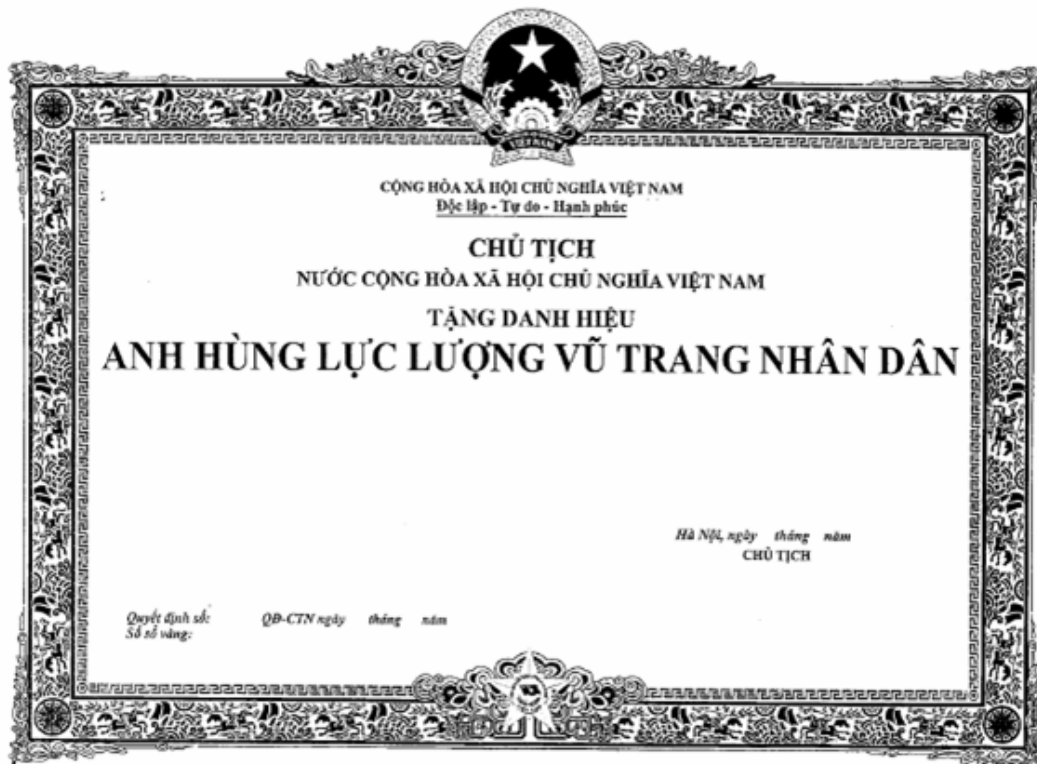 VIỆT NAM
CỘNG HÒA XÃ HỘI CHỦ NGHĨA VIỆT NAM
Độc lập - Tự do - Hạnh phúc
CHỦ TỊCH
NƯỚC CỘNG HÒA XÃ HỘI CHỦ NGHĨA VIỆT NAM
TẶNG DANH HIỆU
ANH HÙNG LỰC LƯỢNG VŨ TRANG NHÂN DÂN
Hà Nội, ngày tháng năm
CHỦ TỊCH
Quyết định số: QĐ-CTN ngày tháng năm
Số sổ vàng: